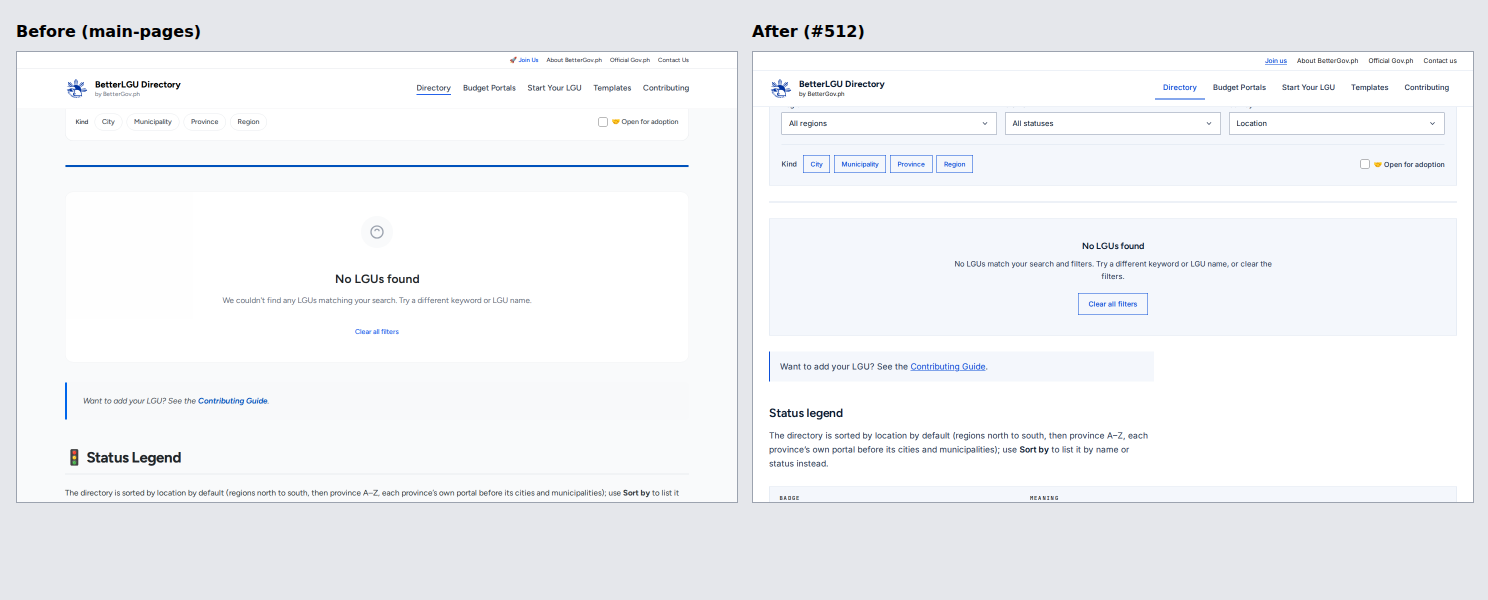 Before (main-pages)
🚀 Join Us About BetterGov.ph Official Gov.ph Contact Us
BetterLGU Directory
by BetterGov.ph
Directory Budget Portals Start Your LGU Templates Contributing
Kind City Municipality Province Region 🤝 Open for adoption
No LGUs found
We couldn't find any LGUs matching your search. Try a different keyword or LGU name.
Clear all filters
Want to add your LGU? See the Contributing Guide.
🚦 Status Legend
The directory is sorted by location by default (regions north to south, then province A–Z, each province's own portal before its cities and municipalities); use Sort by to list it
After (#512)
Join us About BetterGov.ph Official Gov.ph Contact us
BetterLGU Directory
by BetterGov.ph
Directory Budget Portals Start Your LGU Templates Contributing
All regions All statuses Location
Kind City Municipality Province Region 🤝 Open for adoption
No LGUs found
No LGUs match your search and filters. Try a different keyword or LGU name, or clear the
filters.
Clear all filters
Want to add your LGU? See the Contributing Guide.
Status legend
The directory is sorted by location by default (regions north to south, then province A–Z, each
province's own portal before its cities and municipalities); use Sort by to list it by name or
status instead.
BADGE MEANING